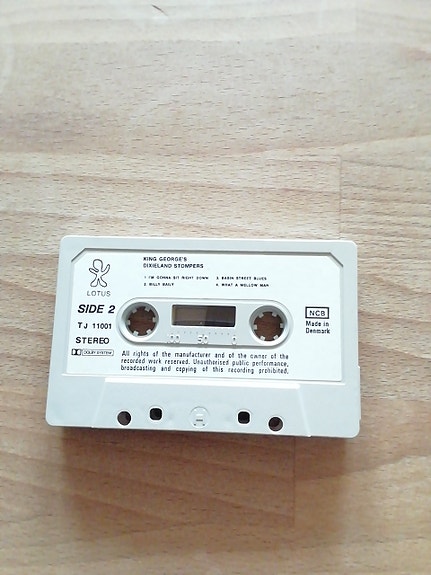 KING GEORGE'S
DIXIELAND STOMPERS
1. I'M GONNA SIT RIGHT DOWN 3. BASIN STREET BLUES
2. BILLY BAILY 4. WHAT A MELLOW MAN
LOTUS
SIDE 2
TJ 11001
STEREO
DOLBY SYSTEM
NCB
Made in
Denmark
100 50 0
All rights of the manufacturer and of the owner of the
recorded work reserved. Unauthorised public performance,
broadcasting and copying of this recording prohibited.